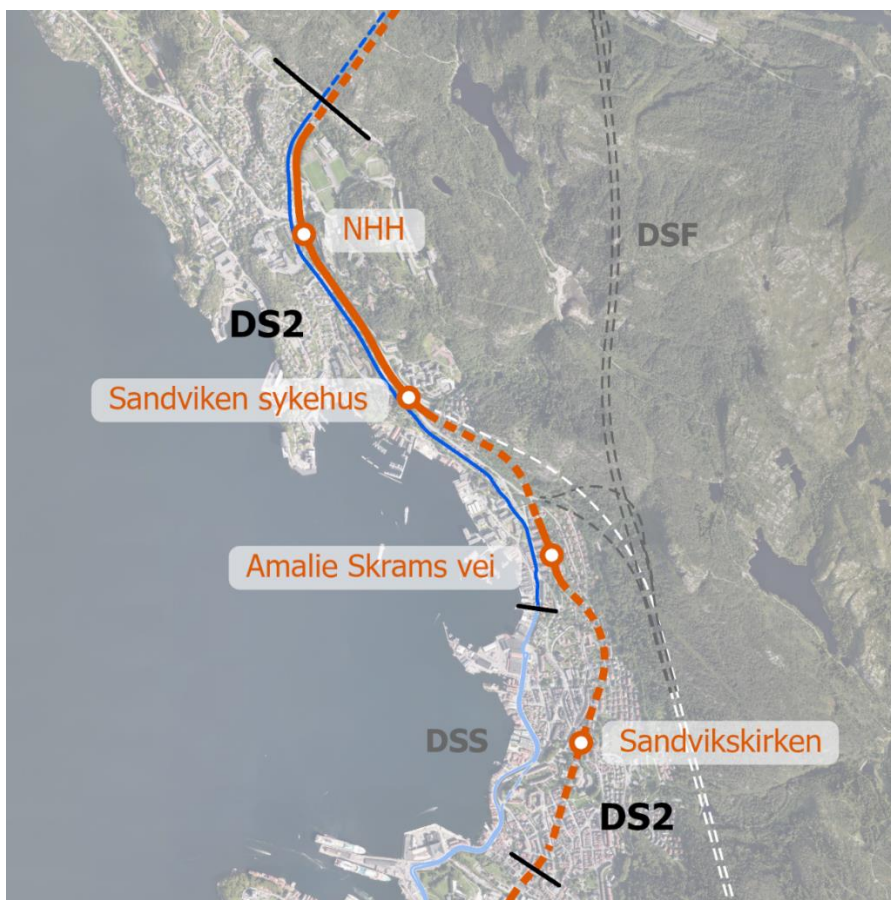 NHH
DSF
DS2
Sandviken sykehus
Amalie Skrams vei
DSS
Sandvikskirken
DS2